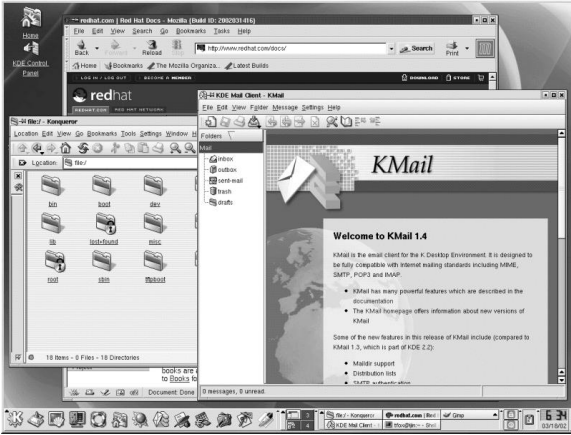 Home
KDE Control
Panel
redhat.com | Red Hat Docs - Mozilla {Build ID: 2002031416}
File Edit View Go Bookmarks Tools Help
Back Reload Stop
http://www.redhat.com/docs/
Search
Print
Home Bookmarks The Mozilla Organiza... Latest Builds
LOG IN / LOG OUT BECOME A MEMBER DOWNLOAD STORE
redhat
REDHAT.COM RED HAT NETWORK
file:/ - Konqueror
Location Edit View Go Bookmarks Tools Settings Window H
Location file:/
bin boot dev
lib lost+found misc
root sbin tftpboot
18 Items - 0 Files - 18 Directories
KDE Mail Client - KMail
File Edit View Folder Message Settings Help
Folders
Mail
inbox
outbox
sent-mail
trash
drafts
KMail
Welcome to KMail 1.4
KMail is the email client for the K Desktop Environment. It is designed to
be fully compatible with Internet mailing standards including MIME,
SMTP, POP3 and IMAP.
KMail has many powerful features which are described in the
documentation
The KMail homepage offers information about new versions of
KMail
Some of the new features in this release of KMail include (compared to
KMail 1.3, which is part of KDE 2.2):
Maildir support
Distribution lists
SMTP authentication
0 messages, 0 unread.
books are a
to Books fo
Document Done
3
4
file:/ - Konqueror redhat.com | Red Gimp
KDE Mail Client - Shell
6 34
03/18/02